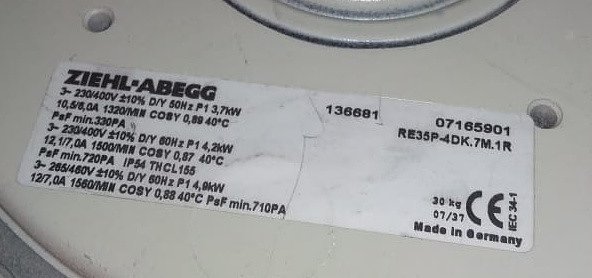 ZIEHL-ABEGG
3~ 230/400V ±10% D/Y 50Hz P1 3,7kW
10,5/6,0A 1320/MIN COSY 0,89 40°C
PsF min.330PA
3~ 230/400V ±10% D/Y 60Hz P1 4,2kW
12,1/7,0A 1500/MIN COSY 0,87 40°C
PsF min.720PA IP54 THCL155
3~ 265/460V ±10% D/Y 60Hz P1 4,9kW
12/7,0A 1560/MIN COSY 0,88 40°C PsF min.710PA
136681 07165901
RE35P-4DK.7M.1R
30 kg
07/37
CE
IEC 34-1
Made in Germany